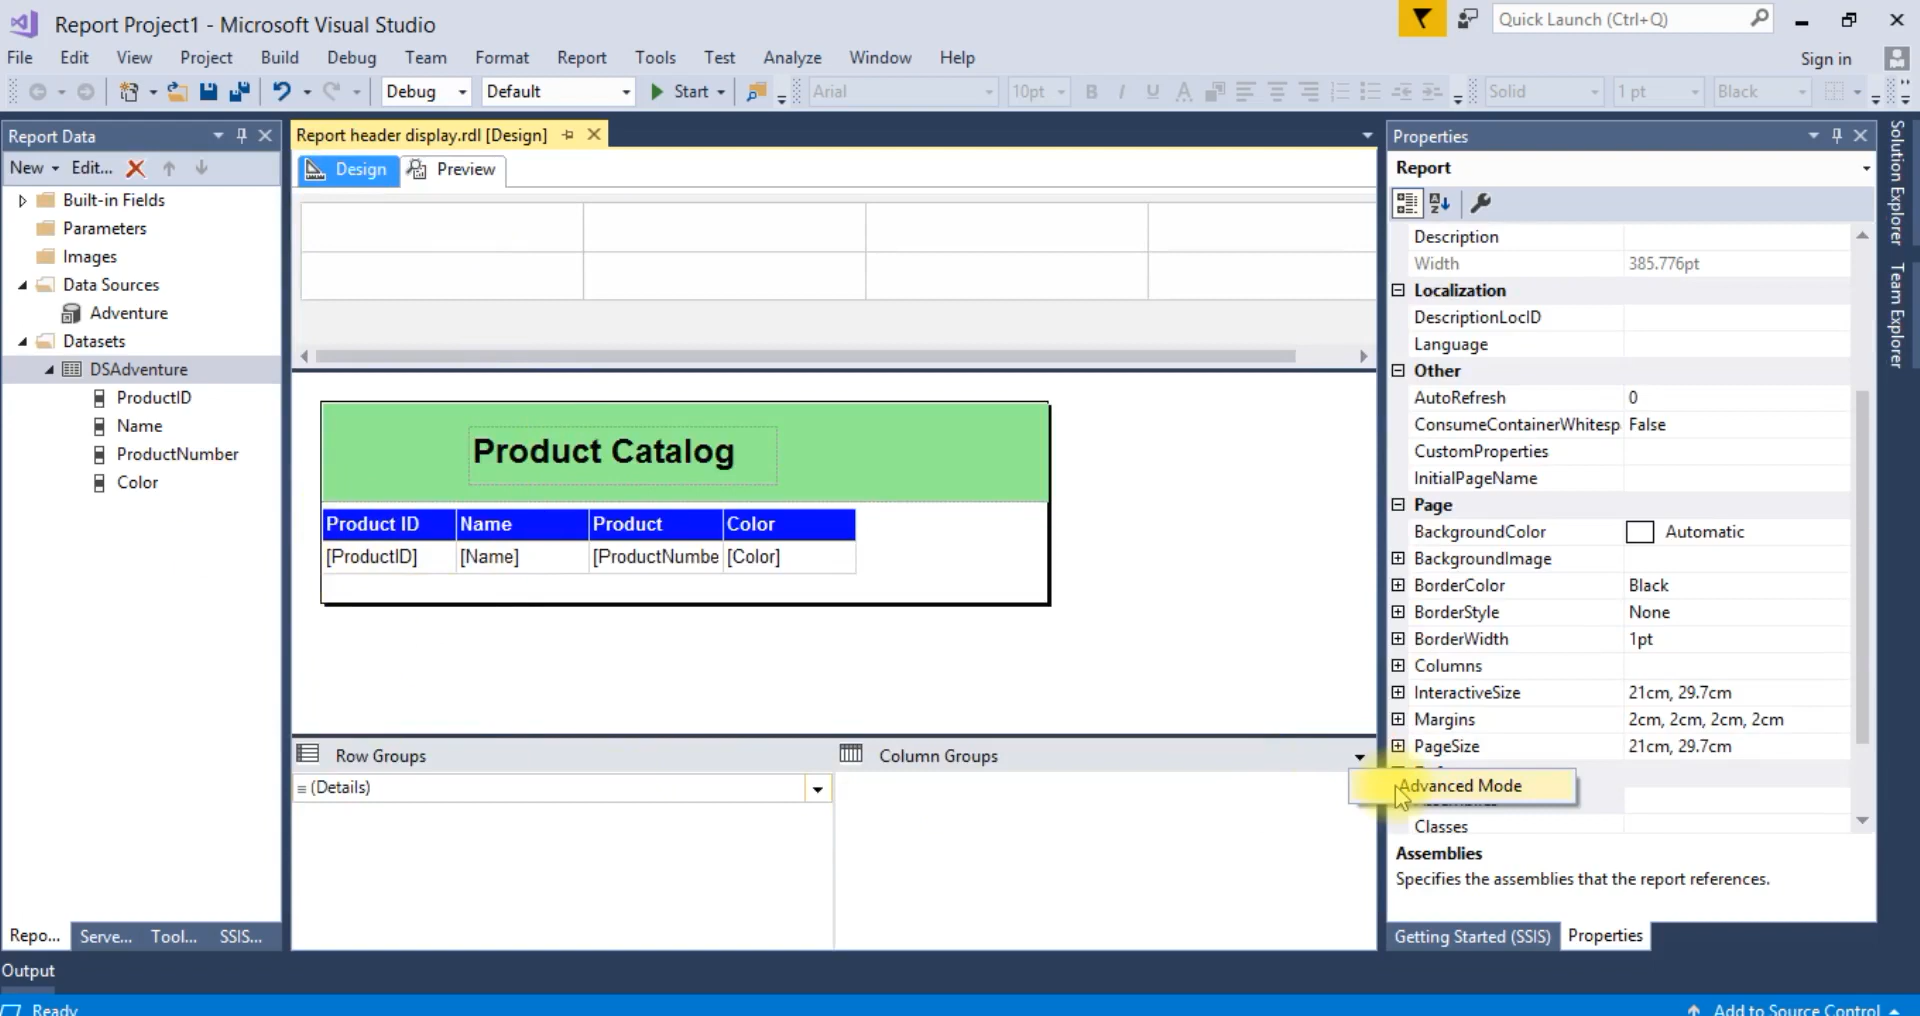 Report Project1 - Microsoft Visual Studio
Quick Launch (Ctrl+Q)
File Edit View Project Build Debug Team Format Report Tools Test Analyze Window Help
Sign in
Debug Default Start Arial 10pt B I U A Solid 1 pt Black
Report Data
New Edit...
Built-in Fields
Parameters
Images
Data Sources
Adventure
Datasets
DSAdventure
ProductID
Name
ProductNumber
Color
Repo... Serve... Tool... SSIS...
Report header display.rdl [Design]
Design Preview
Product Catalog
Product ID Name Product Color
[ProductID] [Name] [ProductNumbe [Color]
Row Groups Column Groups
(Details)
Advanced Mode
Properties
Report
Description
Width 385.776pt
Localization
DescriptionLocID
Language
Other
AutoRefresh 0
ConsumeContainerWhitesp False
CustomProperties
InitialPageName
Page
BackgroundColor Automatic
BackgroundImage
BorderColor Black
BorderStyle None
BorderWidth 1pt
Columns
InteractiveSize 21cm, 29.7cm
Margins 2cm, 2cm, 2cm, 2cm
PageSize 21cm, 29.7cm
Classes
Assemblies
Specifies the assemblies that the report references.
Getting Started (SSIS) Properties
Solution Explorer
Team Explorer
Output
Ready
Add to Source Control